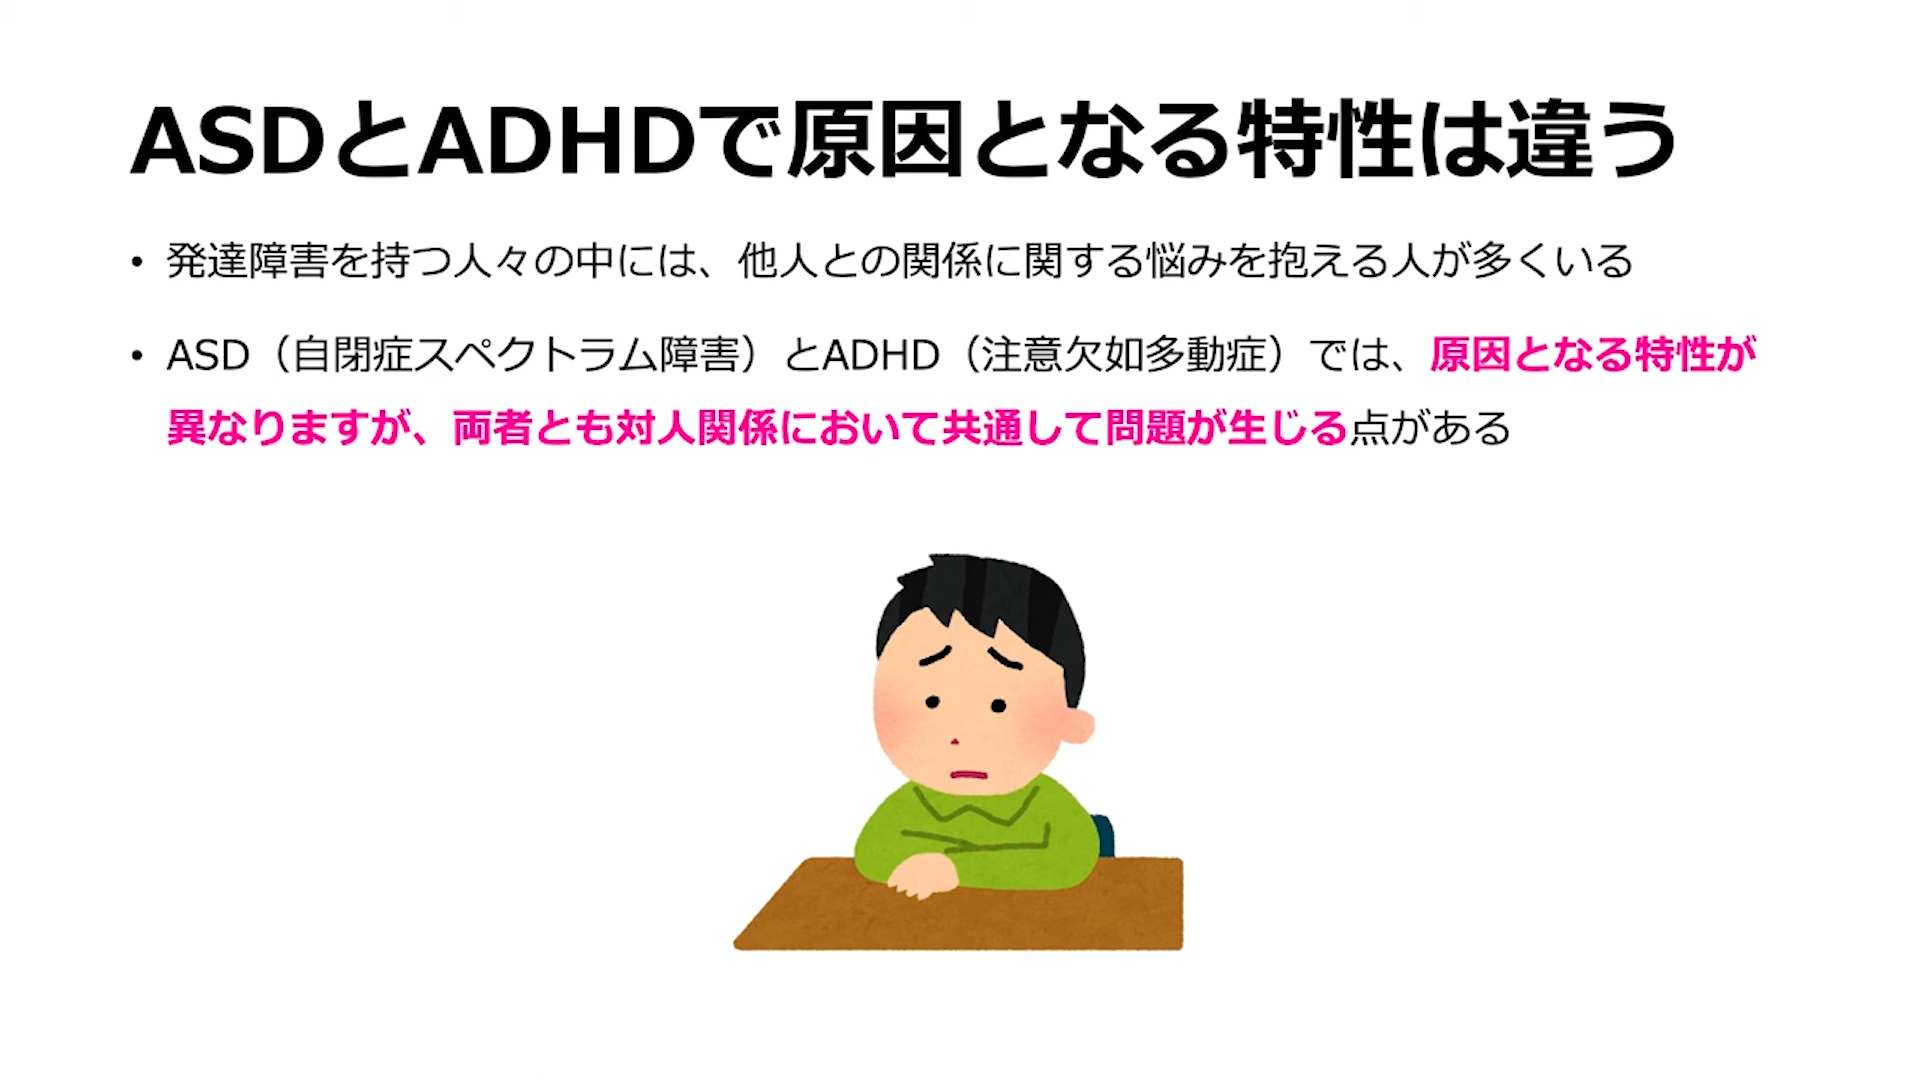 ASDとADHDで原因となる特性は違う
• 発達障害を持つ人々の中には、他人との関係に関する悩みを抱える人が多くいる
• ASD（自閉症スペクトラム障害）とADHD（注意欠如多動症）では、原因となる特性が
異なりますが、両者とも対人関係において共通して問題が生じる点がある